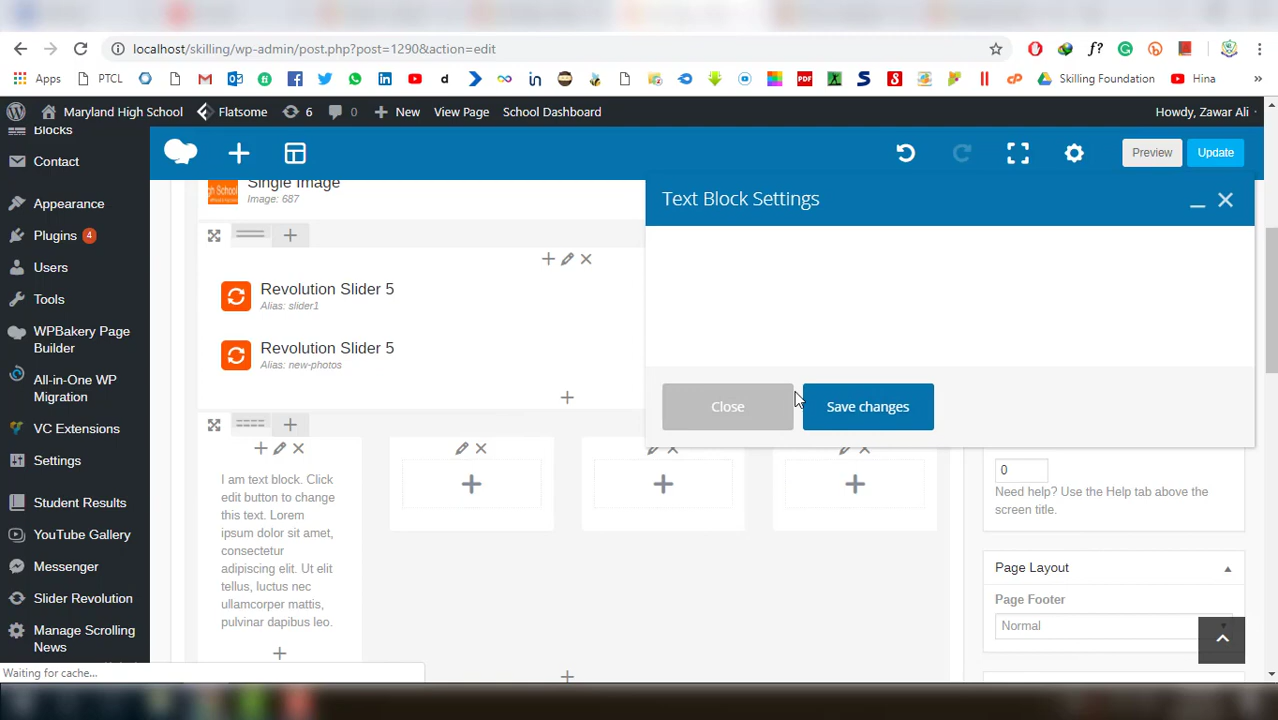 localhost/skilling/wp-admin/post.php?post=1290&action=edit
Apps PTCL Skilling Foundation Hina
Maryland High School Flatsome 6 0 New View Page School Dashboard Howdy, Zawar Ali
Blocks
Contact
Appearance
Plugins 4
Users
Tools
WPBakery Page
Builder
All-in-One WP
Migration
VC Extensions
Settings
Student Results
YouTube Gallery
Messenger
Slider Revolution
Manage Scrolling
News
Preview Update
Single Image
Image: 687
Revolution Slider 5
Alias: slider1
Revolution Slider 5
Alias: new-photos
Text Block Settings
Close Save changes
I am text block. Click
edit button to change
this text. Lorem
ipsum dolor sit amet,
consectetur
adipiscing elit. Ut elit
tellus, luctus nec
ullamcorper mattis,
pulvinar dapibus leo.
0
Need help? Use the Help tab above the
screen title.
Page Layout
Page Footer
Normal
Waiting for cache...